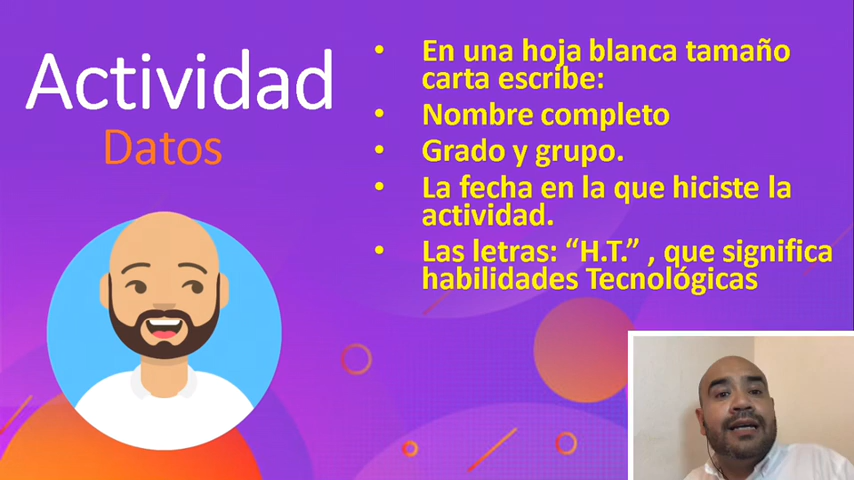 Actividad
Datos
• En una hoja blanca tamaño
carta escribe:
• Nombre completo
• Grado y grupo.
• La fecha en la que hiciste la
actividad.
• Las letras: “H.T.” , que significa
habilidades Tecnológicas